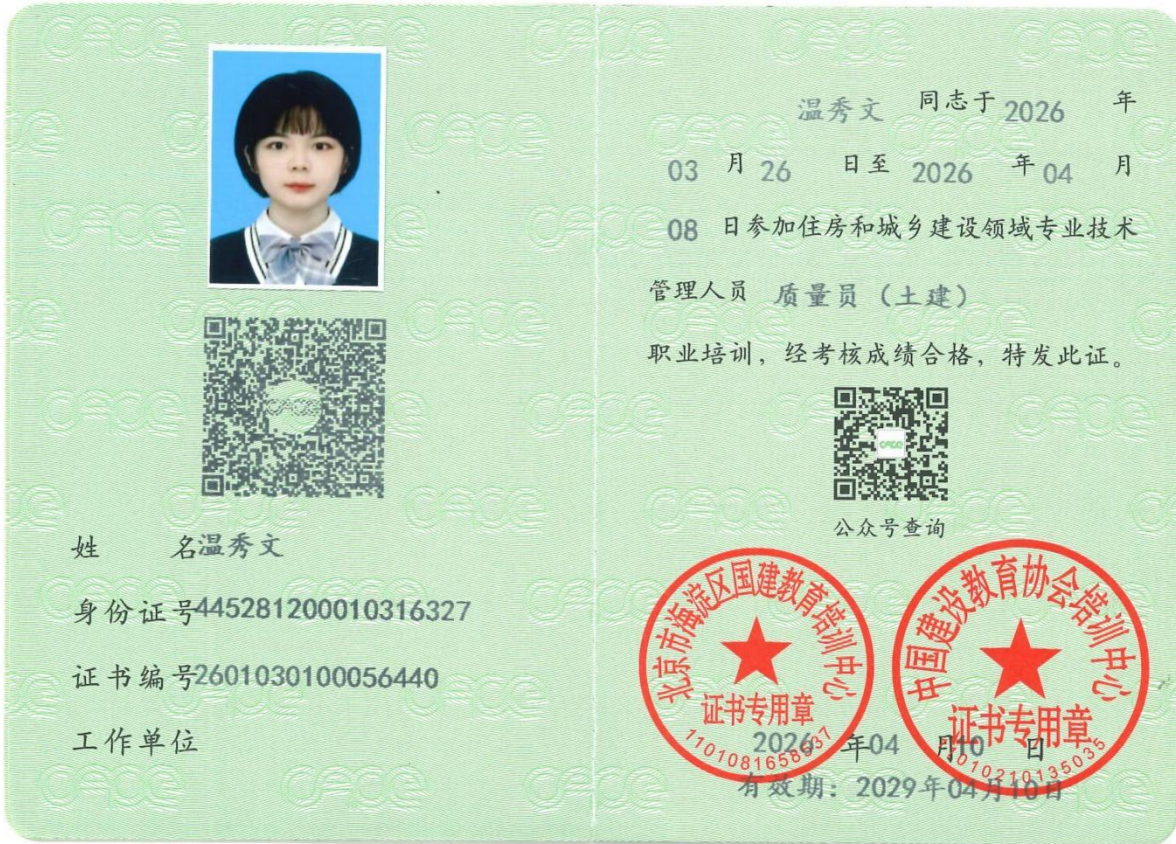 姓 名温秀文
身份证号445281200010316327
证书编号2601030100056440
工作单位
温秀文 同志于 2026 年
03 月 26 日至 2026 年 04 月
08 日参加住房和城乡建设领域专业技术
管理人员 质量员（土建）
职业培训，经考核成绩合格，特发此证。
公众号查询
北京市海淀区国建教育培训中心
证书专用章
1101081658537
中国建设教育协会培训中心
证书专用章
2026 年04 月10 日
有效期：2029年04月10日